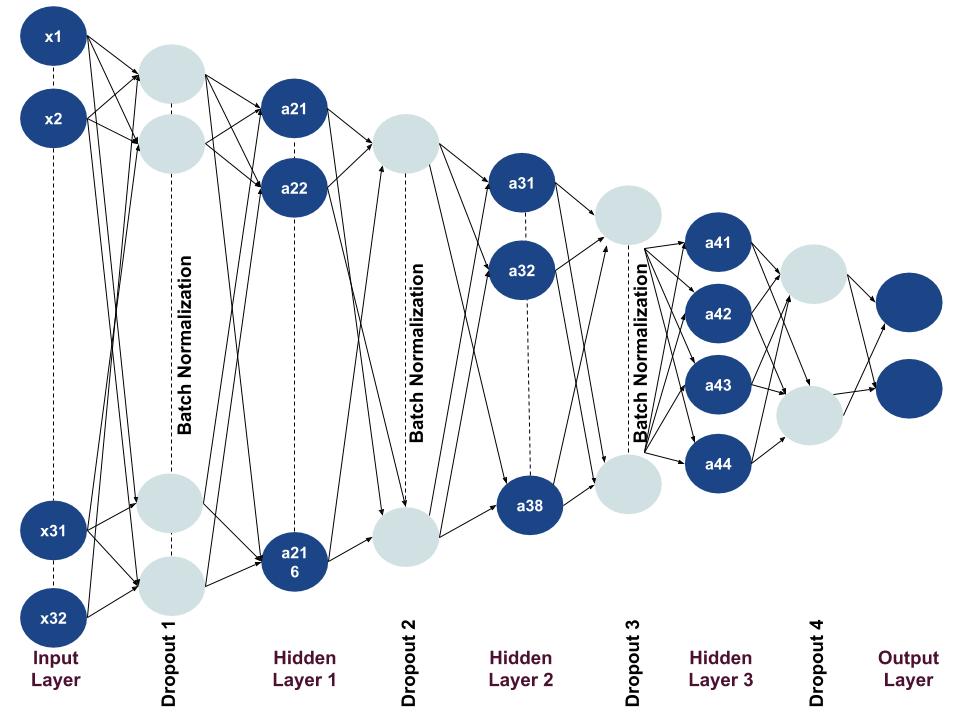 x1
x2
x31
x32
Input
Layer
Batch Normalization
Dropout 1
a21
a22
a21
6
Hidden
Layer 1
Batch Normalization
Dropout 2
a31
a32
a38
Hidden
Layer 2
Batch Normalization
Dropout 3
a41
a42
a43
a44
Hidden
Layer 3
Dropout 4
Output
Layer